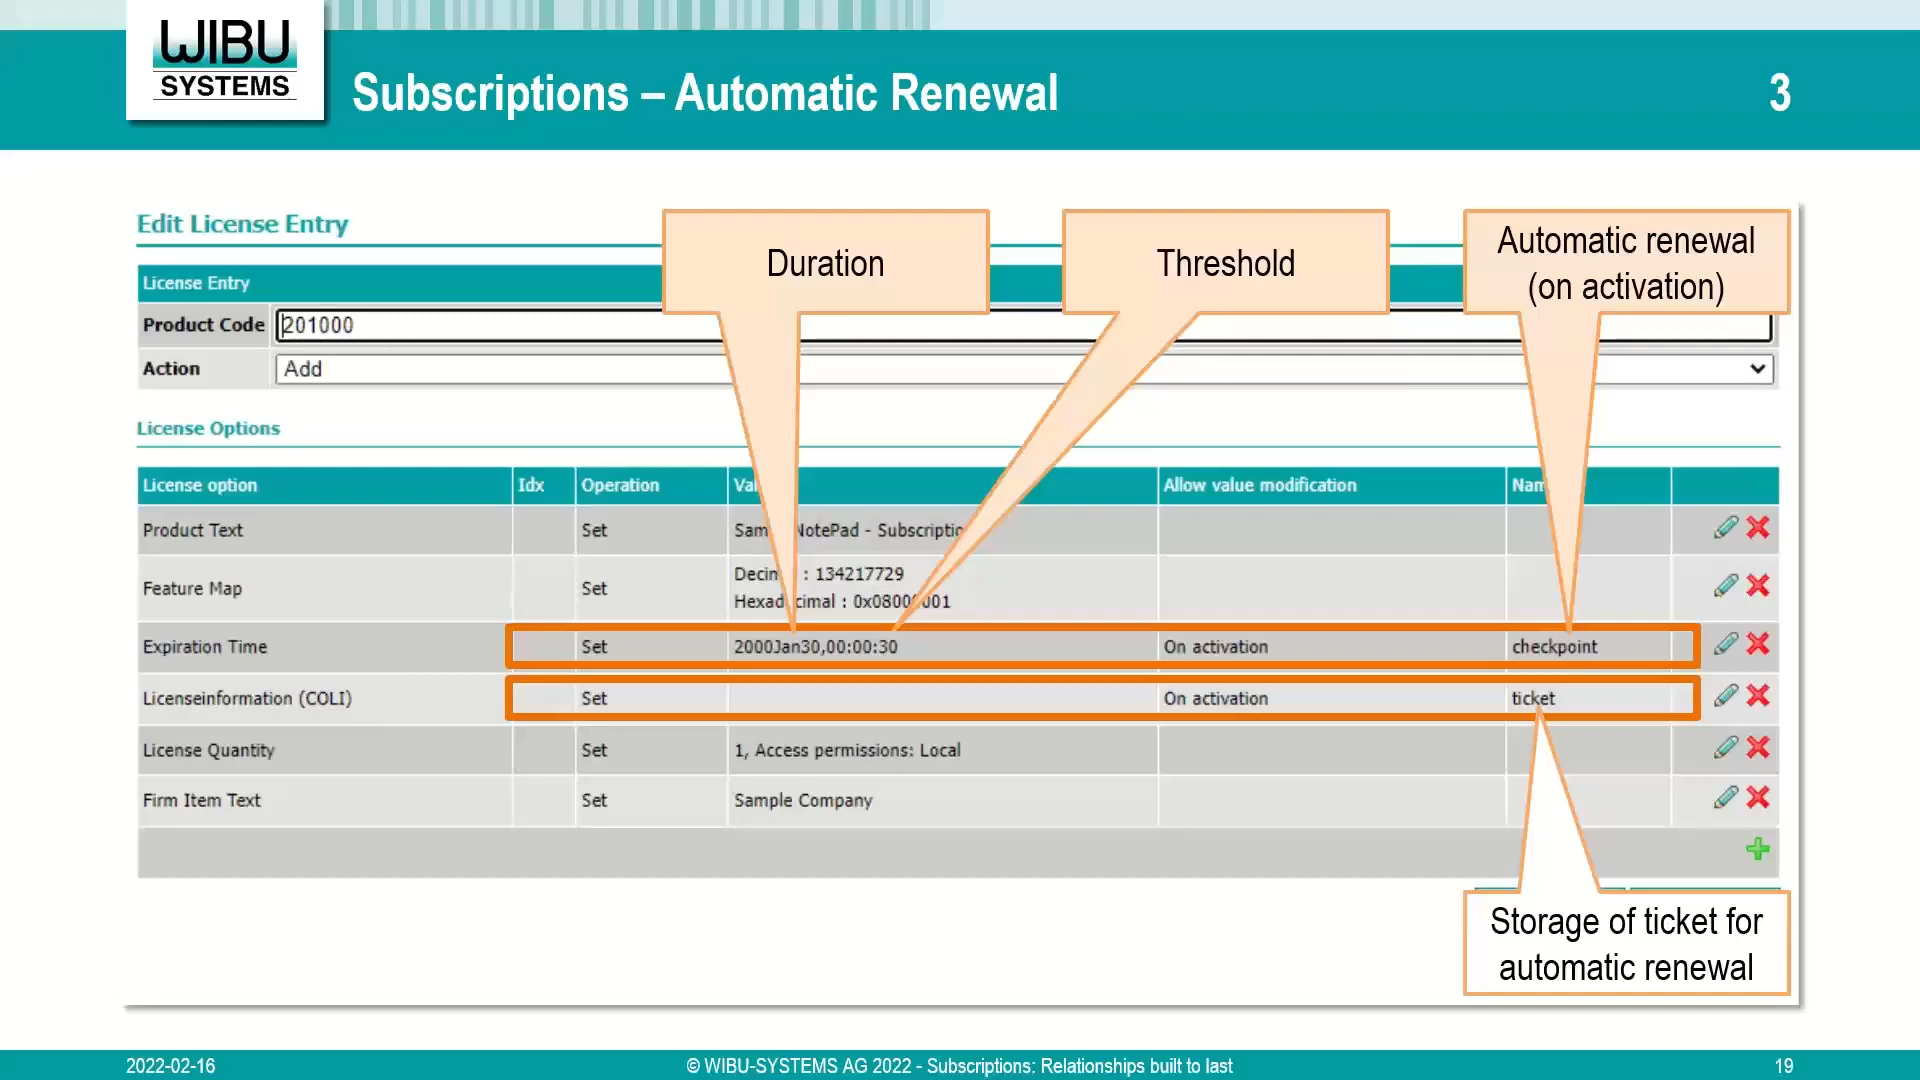 WIBU
SYSTEMS
Subscriptions – Automatic Renewal
3
Edit License Entry
Duration
Threshold
Automatic renewal
(on activation)
License Entry
Product Code
201000
Action
Add
License Options
License option
Idx
Operation
Allow value modification
Product Text
Set
NotePad -
Feature Map
Set
: 134217729
: 
Expiration Time
Set
2000Jan30,00:00:30
On activation
checkpoint
Licenseinformation (COLI)
Set
On activation
ticket
License Quantity
Set
1, Access permissions: Local
Firm Item Text
Set
Sample Company
Storage of ticket for
automatic renewal
2022-02-16
© WIBU-SYSTEMS AG 2022 - Subscriptions: Relationships built to last
19